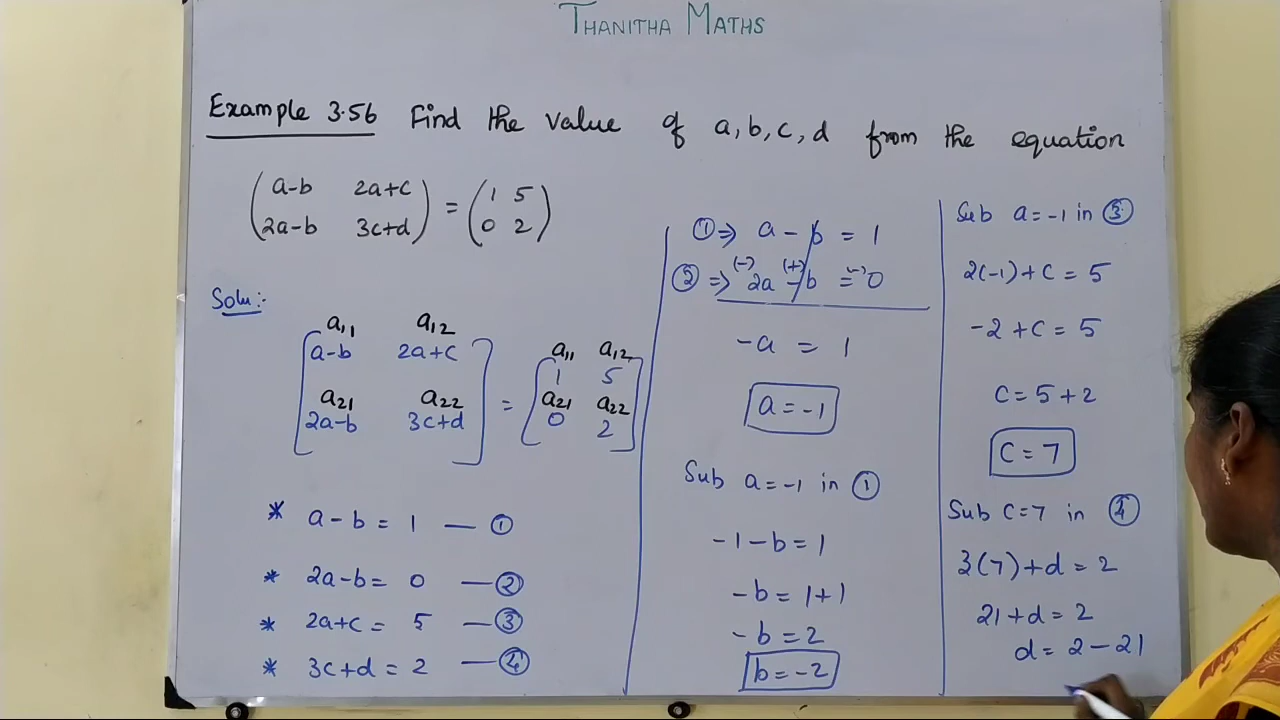 THANITHA MATHS
Example 3.56 Find the value of a, b, c, d from the equation
(a-b 2a+c) = (1 5)
(2a-b 3c+d) (0 2)
Solu:-
a11 a12 a11 a12
[a-b 2a+c] = [1 5]
a21 a22 a21 a22
[2a-b 3c+d] [0 2]
* a-b = 1 — ①
* 2a-b = 0 — ②
* 2a+c = 5 — ③
* 3c+d = 2 — ④
① ⇒ a - b = 1
② ⇒ 2a - b = 0
(-) (+) (-)
-a = 1
a = -1
Sub a = -1 in ①
-1-b = 1
-b = 1+1
-b = 2
b = -2
Sub a = -1 in ③
2(-1)+c = 5
-2+c = 5
c = 5+2
c = 7
Sub c=7 in ④
3(7)+d = 2
21+d = 2
d = 2-21